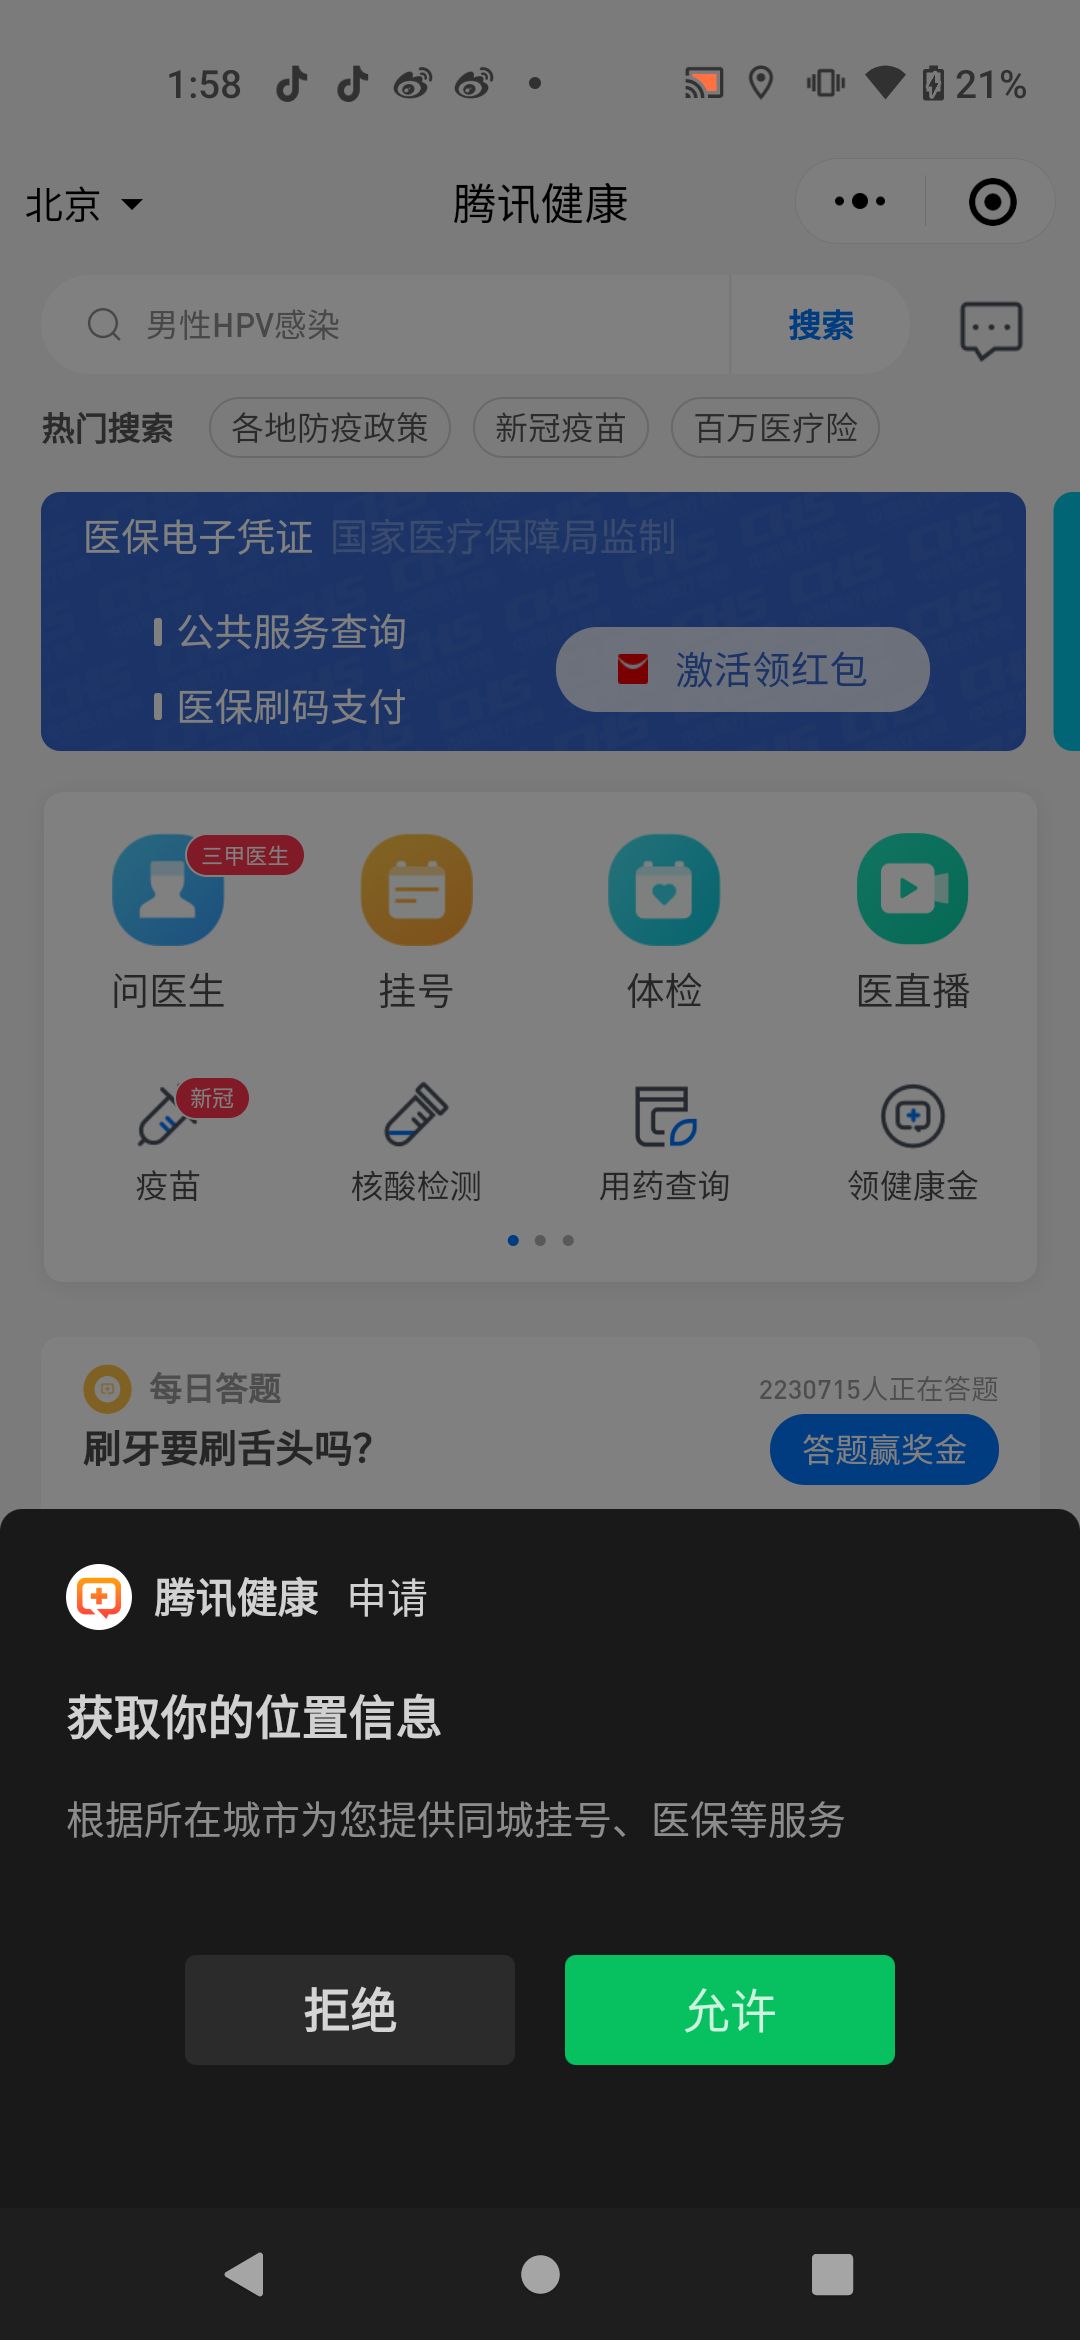 1:58
21%
北京
腾讯健康
男性HPV感染
搜索
热门搜索
各地防疫政策
新冠疫苗
百万医疗险
医保电子凭证 国家医疗保障局监制
公共服务查询
医保刷码支付
激活领红包
三甲医生
问医生
挂号
体检
医直播
新冠
疫苗
核酸检测
用药查询
领健康金
每日答题
2230715人正在答题
刷牙要刷舌头吗?
答题赢奖金
腾讯健康 申请
获取你的位置信息
根据所在城市为您提供同城挂号、医保等服务
拒绝
允许